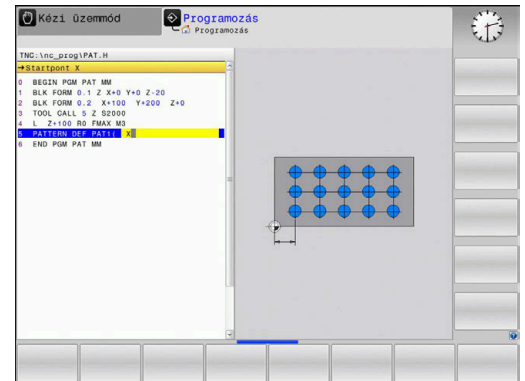 Kézi üzemmód
Programozás
Programozás
TNC:\nc_prog\PAT.H
→Startpont X
0 BEGIN PGM PAT MM
1 BLK FORM 0.1 Z X+0 Y+0 Z-20
2 BLK FORM 0.2 X+100 Y+200 Z+0
3 TOOL CALL 5 Z S2000
4 L Z+100 R0 FMAX M3
5 PATTERN DEF PAT1( X
6 END PGM PAT MM